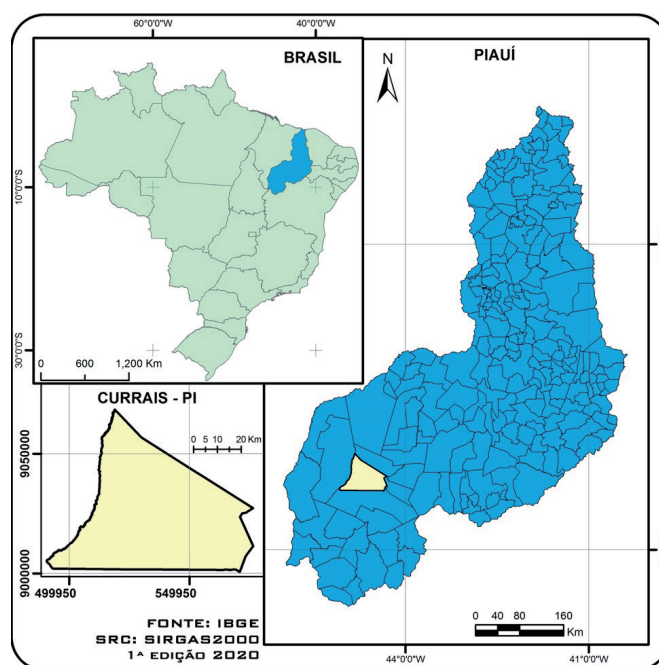 60°0'0"W
40°0'0"W
BRASIL
10°0'0"S
30°0'0"S
0
600
1,200 Km
PIAUÍ
N
CURRAIS - PI
0 5 10 20 Km
9050000
9000000
499950
549950
FONTE: IBGE
SRC: SIRGAS2000
1ª EDIÇÃO 2020
0 40 80 160
Km
44°0'0"W
41°0'0"W